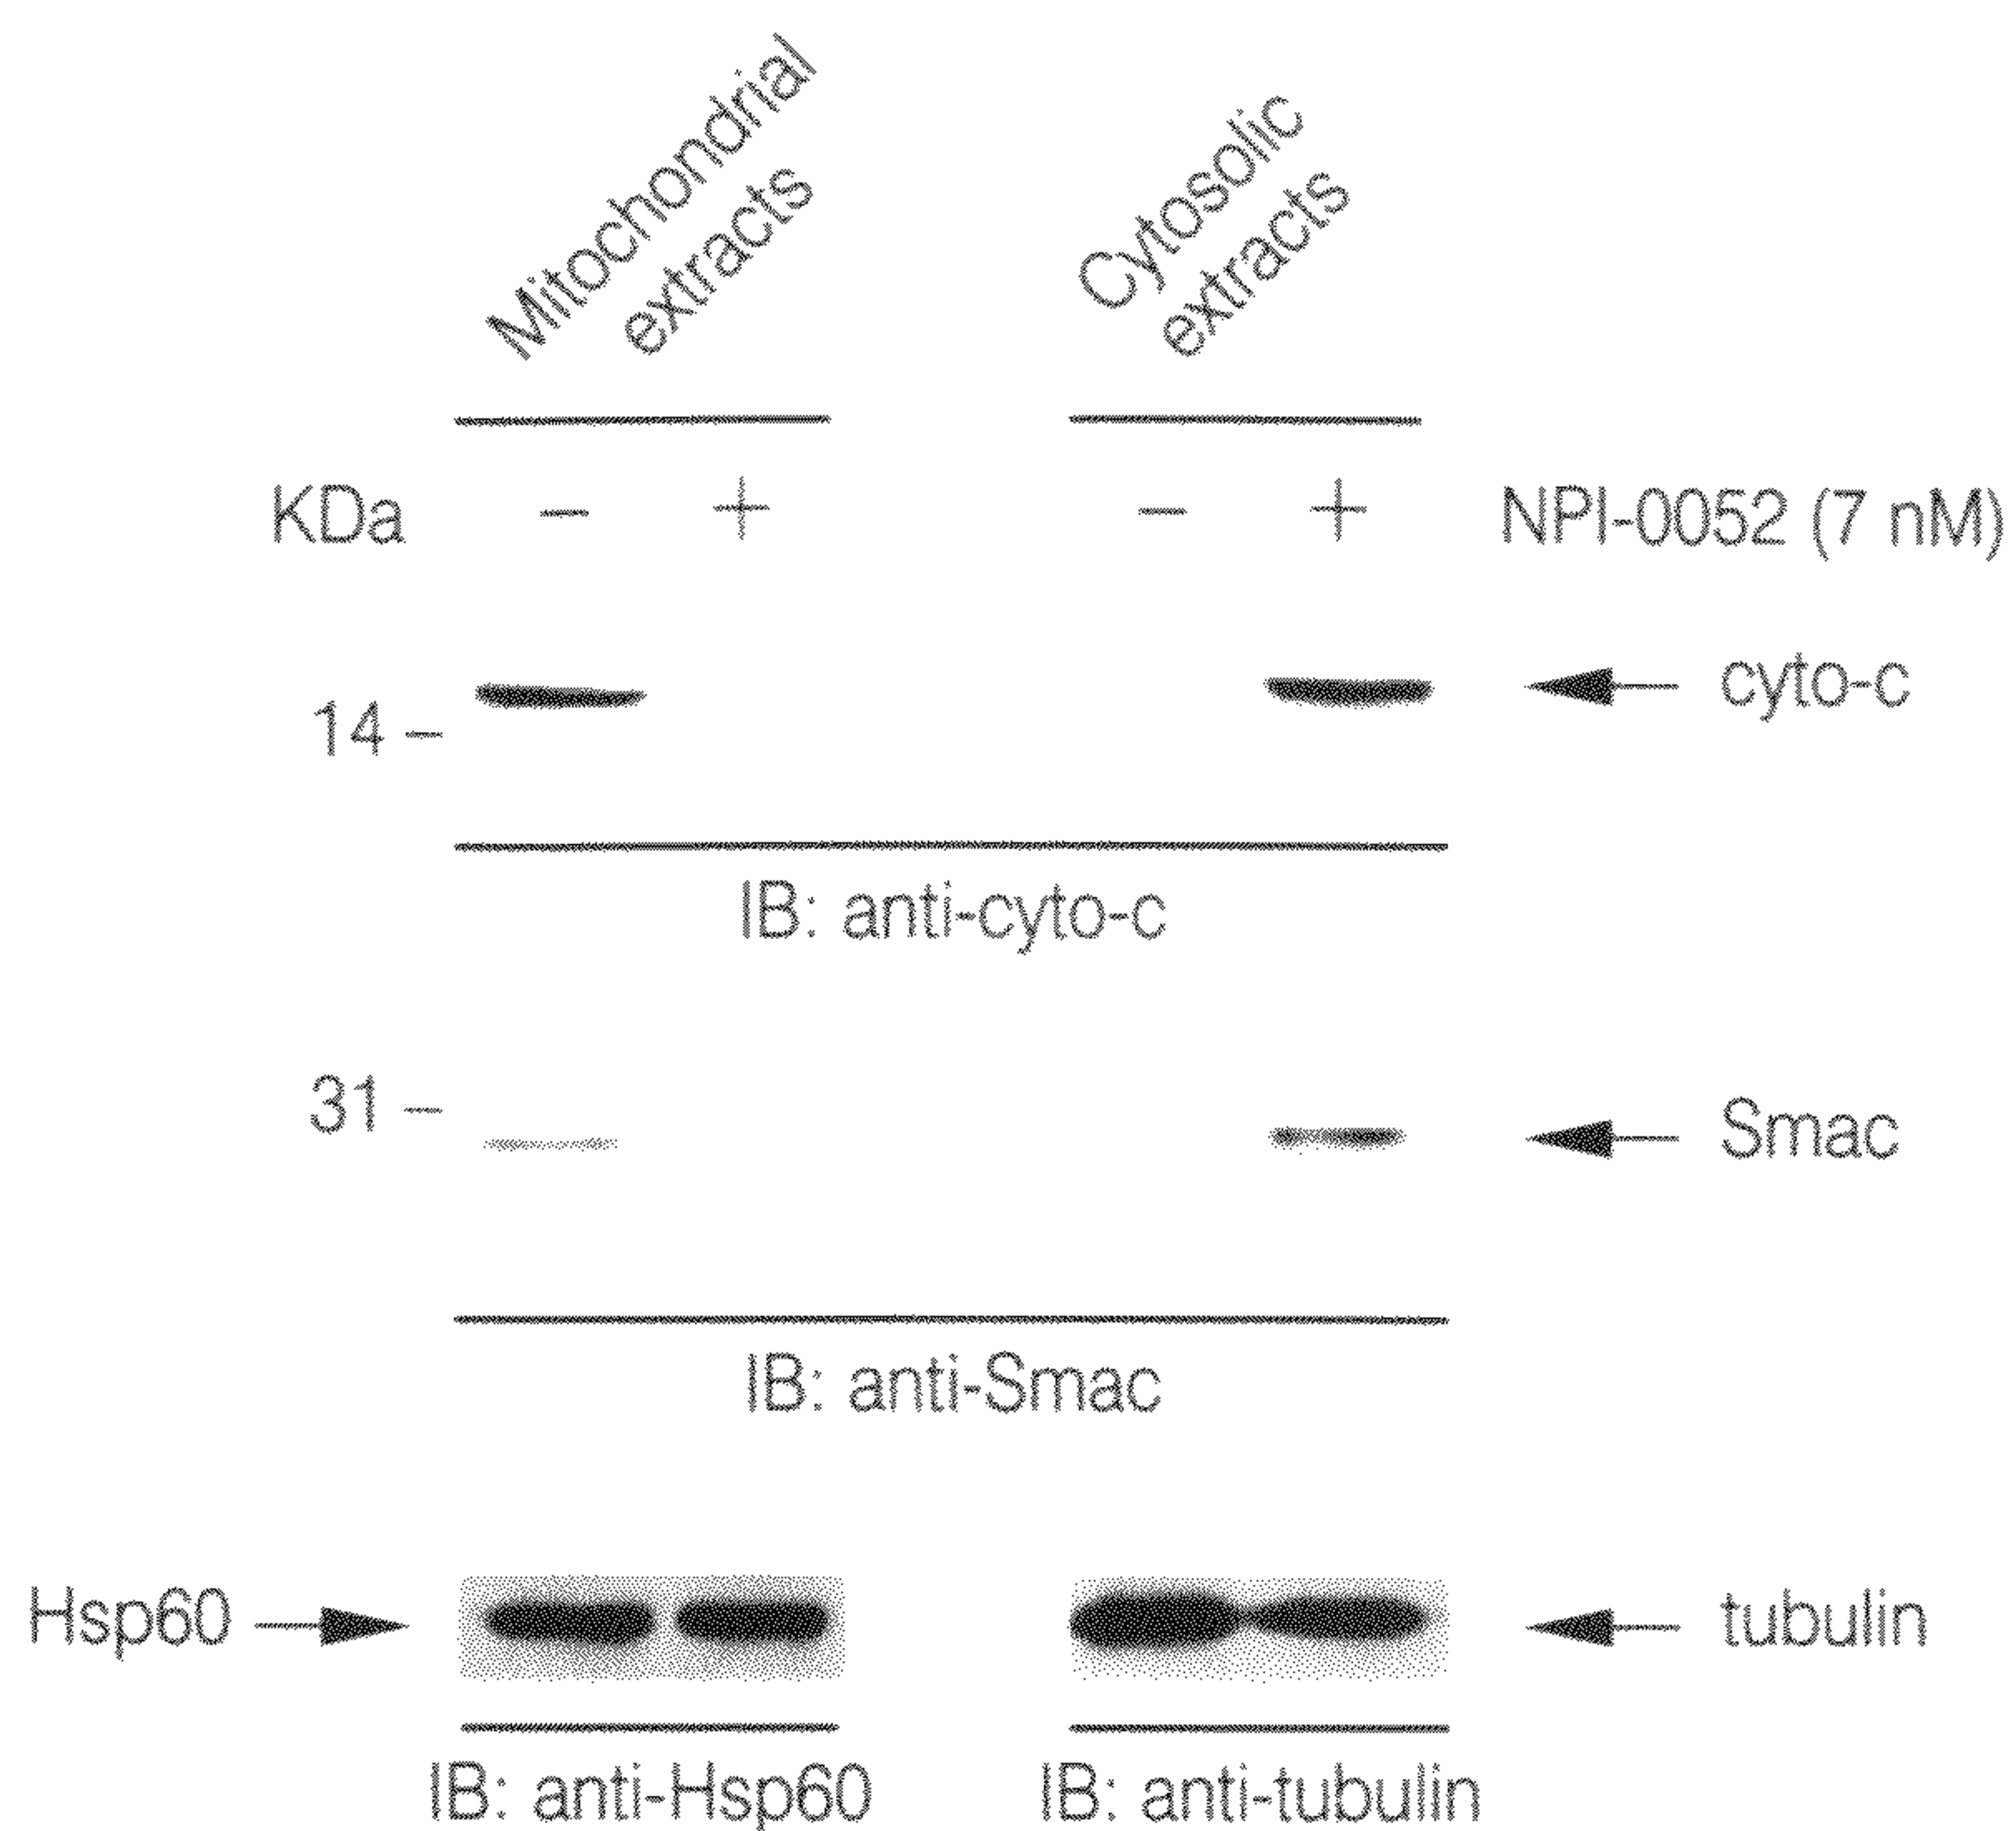 Mitochondrial
extracts
Cytosolic
extracts
KDa − + − + NPI-0052 (7 nM)
cyto-c
14 –
IB: anti-cyto-c
31 –
Smac
IB: anti-Smac
Hsp60
tubulin
IB: anti-Hsp60 IB: anti-tubulin